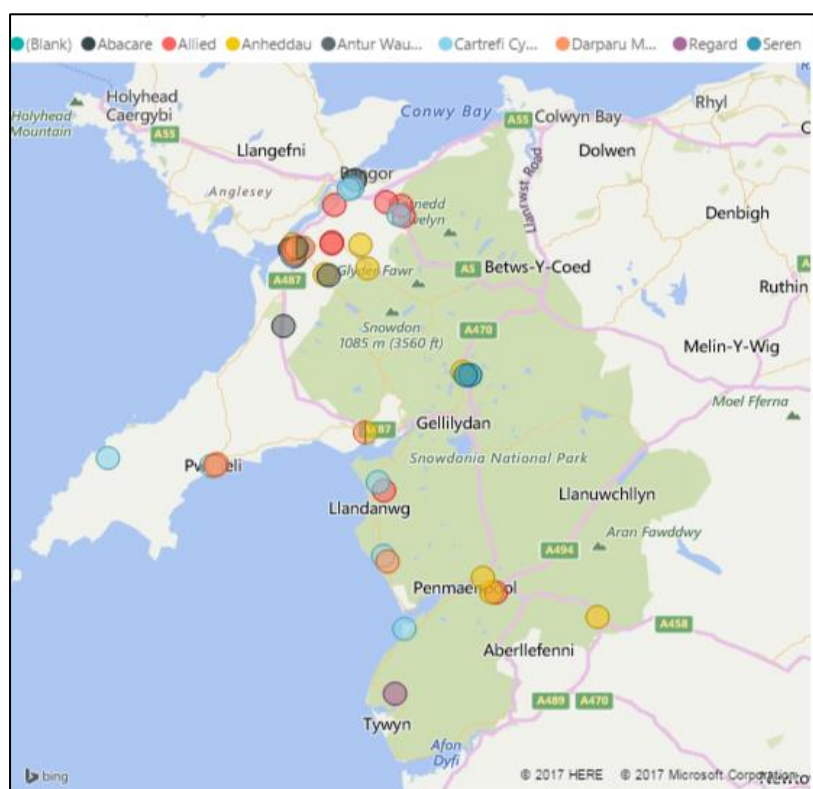 (Blank) Abacare Allied Anheddau Antur Wau... Cartrefi Cy... Darparu M... Regard Seren
Holyhead
Caergybi
Holyhead
Mountain
A55
Conwy Bay
A55
Colwyn Bay
Rhyl
Llangefni
Dolwen
Bangor
Anglesey
Llanrwst Road
Denbigh
Glyder Fawr
A5
Betws-Y-Coed
A487
Ruthin
Snowdon
1085 m (3560 ft)
A470
Melin-Y-Wig
Moel Fferna
Gellilydan
Snowdonia National Park
Llanuwchllyn
Llandanwg
Aran Fawddwy
A494
Penmaenpool
A458
Aberllefenni
A489
A470
Tywyn
Afon
Dyfi
bing
© 2017 HERE © 2017 Microsoft Corporation